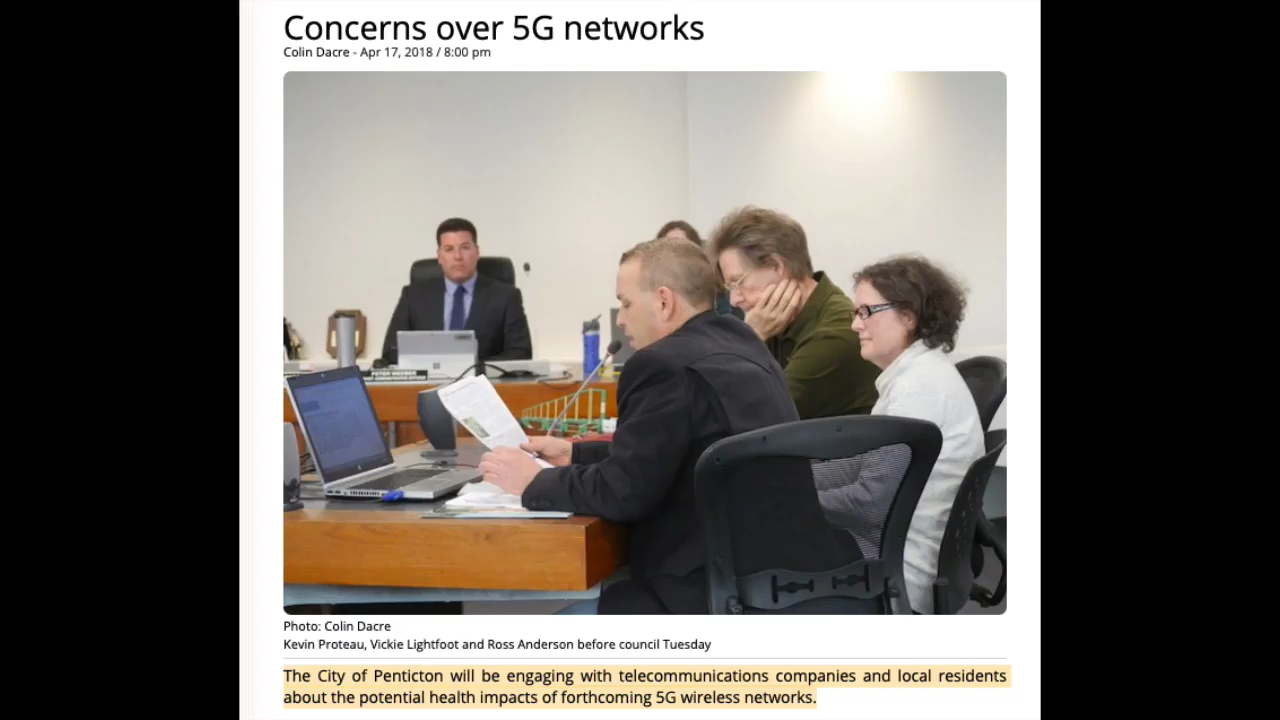 Concerns over 5G networks
Colin Dacre - Apr 17, 2018 / 8:00 pm
Photo: Colin Dacre
Kevin Proteau, Vickie Lightfoot and Ross Anderson before council Tuesday
The City of Penticton will be engaging with telecommunications companies and local residents
about the potential health impacts of forthcoming 5G wireless networks.